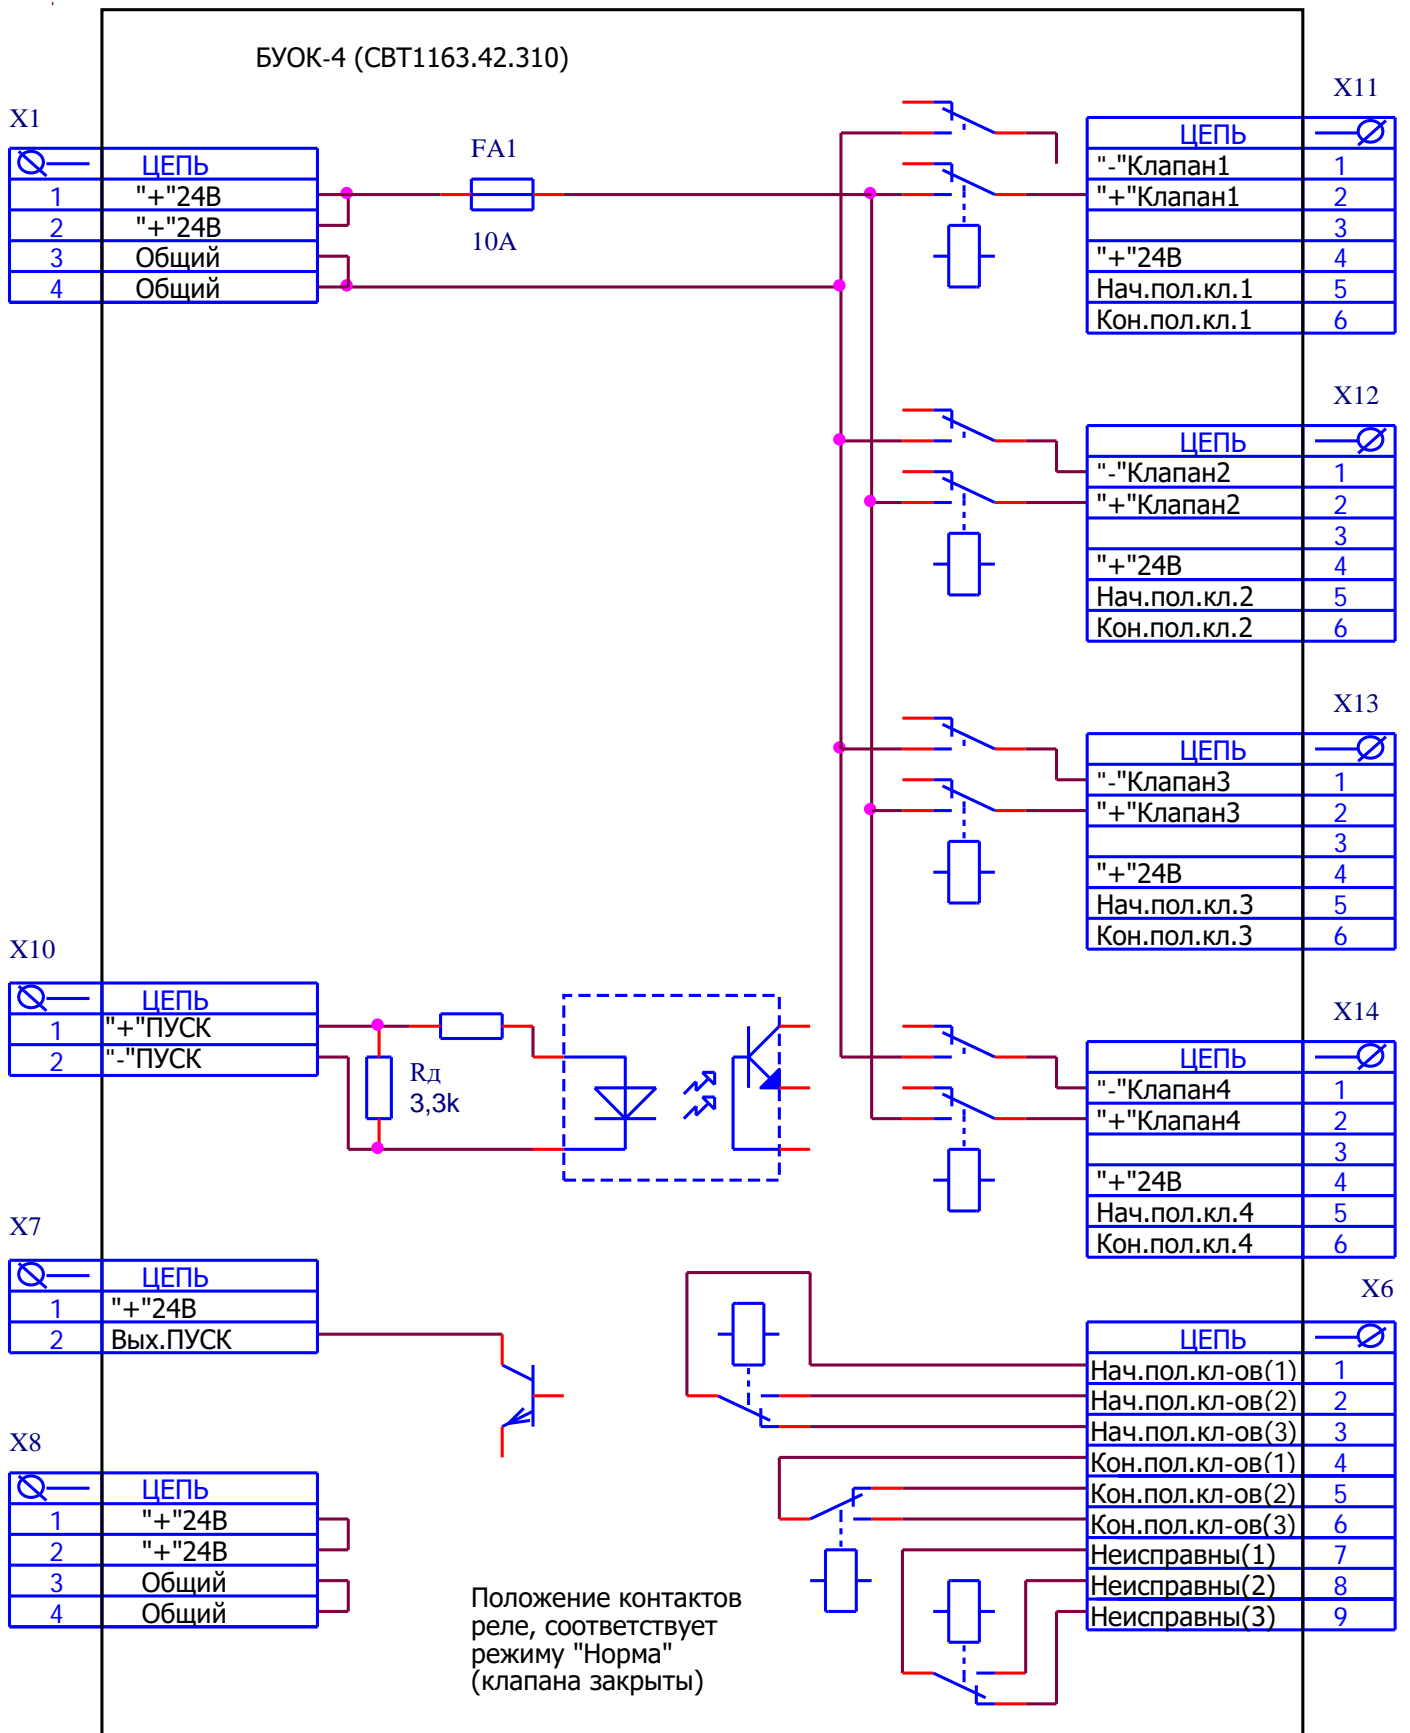 БУОК-4 (СВТ1163.42.310)
X1
ЦЕПЬ
1 "+"24В
2 "+"24В
3 Общий
4 Общий
FA1
10A
X11
ЦЕПЬ
"-"Клапан1 1
"+"Клапан1 2
3
"+"24В 4
Нач.пол.кл.1 5
Кон.пол.кл.1 6
X12
ЦЕПЬ
"-"Клапан2 1
"+"Клапан2 2
3
"+"24В 4
Нач.пол.кл.2 5
Кон.пол.кл.2 6
X13
ЦЕПЬ
"-"Клапан3 1
"+"Клапан3 2
3
"+"24В 4
Нач.пол.кл.3 5
Кон.пол.кл.3 6
X10
ЦЕПЬ
1 "+"ПУСК
2 "-"ПУСК
Rд
3,3k
X14
ЦЕПЬ
"-"Клапан4 1
"+"Клапан4 2
3
"+"24В 4
Нач.пол.кл.4 5
Кон.пол.кл.4 6
X7
ЦЕПЬ
1 "+"24В
2 Вых.ПУСК
X6
ЦЕПЬ
Нач.пол.кл-ов(1) 1
Нач.пол.кл-ов(2) 2
Нач.пол.кл-ов(3) 3
Кон.пол.кл-ов(1) 4
Кон.пол.кл-ов(2) 5
Кон.пол.кл-ов(3) 6
Неисправны(1) 7
Неисправны(2) 8
Неисправны(3) 9
X8
ЦЕПЬ
1 "+"24В
2 "+"24В
3 Общий
4 Общий
Положение контактов
реле, соответствует
режиму "Норма"
(клапана закрыты)